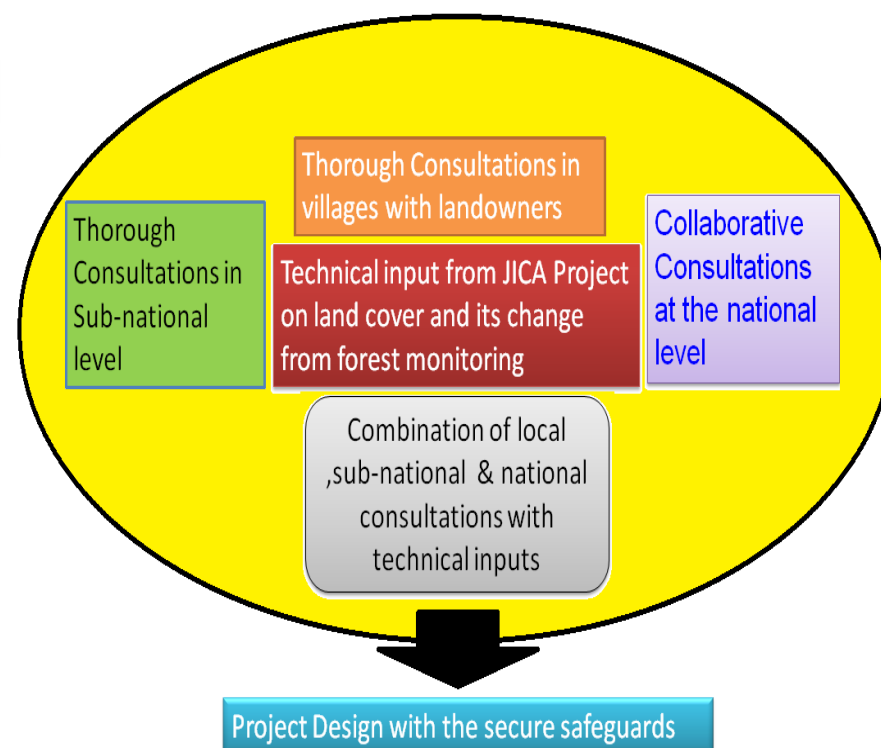 Thorough Consultations in
villages with landowners
Thorough
Consultations in
Sub-national
level
Technical input from JICA Project
on land cover and its change
from forest monitoring
Collaborative
Consultations
at the national
level
Combination of local
,sub-national & national
consultations with
technical inputs
Project Design with the secure safeguards